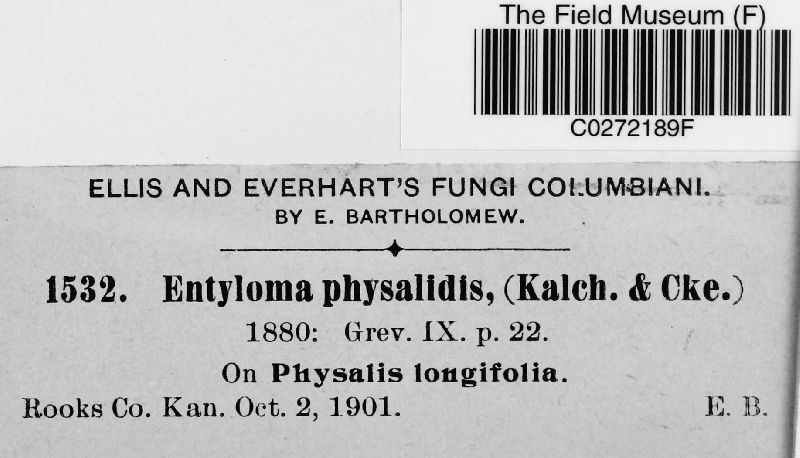 The Field Museum (F)
C0272189F
ELLIS AND EVERHART'S FUNGI COLUMBIANI.
BY E. BARTHOLOMEW.
1532. Entyloma physalidis, (Kalch. & Cke.)
1880: Grev. IX. p. 22.
On Physalis longifolia.
Rooks Co. Kan. Oct. 2, 1901. E. B.